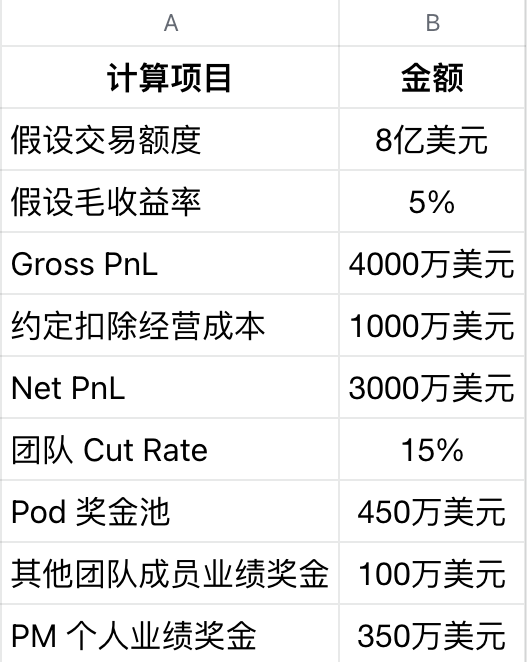 A B
计算项目 金额
假设交易额度 8亿美元
假设毛收益率 5%
Gross PnL 4000万美元
约定扣除经营成本 1000万美元
Net PnL 3000万美元
团队 Cut Rate 15%
Pod 奖金池 450万美元
其他团队成员业绩奖金 100万美元
PM 个人业绩奖金 350万美元